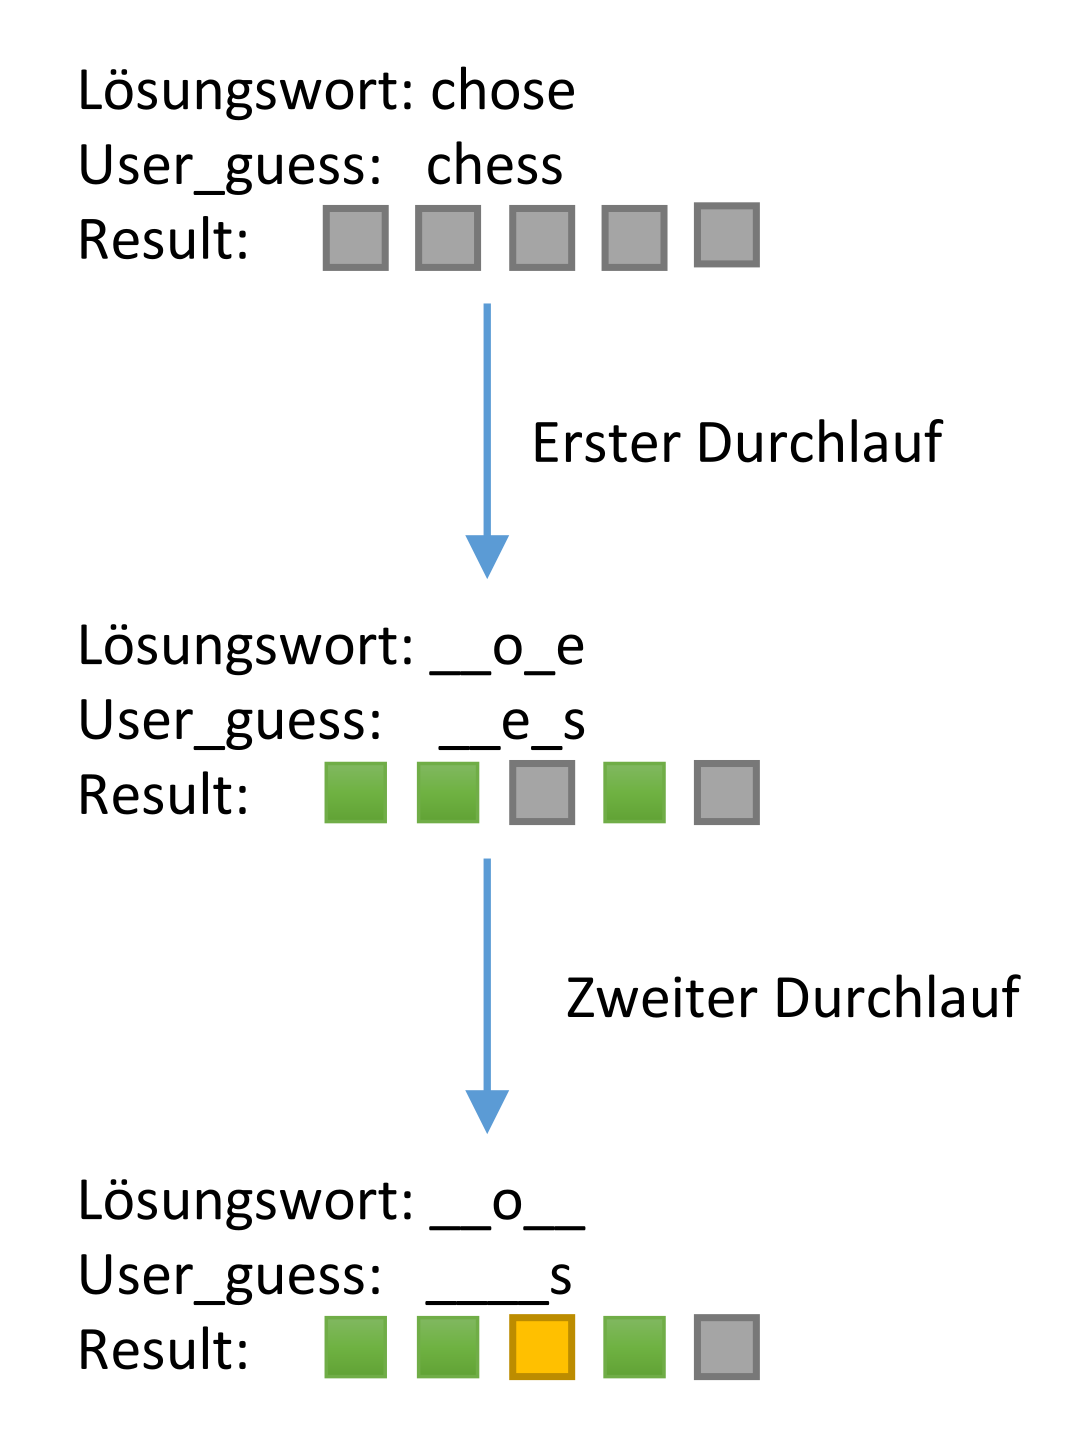 Lösungswort: chose
User_guess: chess
Result:
Erster Durchlauf
Lösungswort: __o_e
User_guess: __e_s
Result:
Zweiter Durchlauf
Lösungswort: __o__
User_guess: ____s
Result: